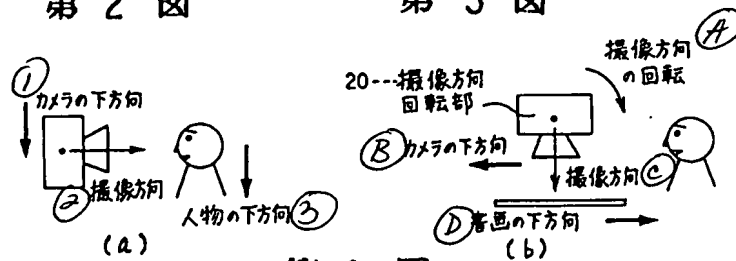 第 2 図
第 3 図
① カメラの下方向
② 撮像方向
人物の下方向 ③
(a)
Ⓐ
撮像方向
の回転
20---撮像方向
回転部
Ⓑ カメラの下方向
撮像方向 Ⓒ
Ⓓ 書画の下方向
(b)